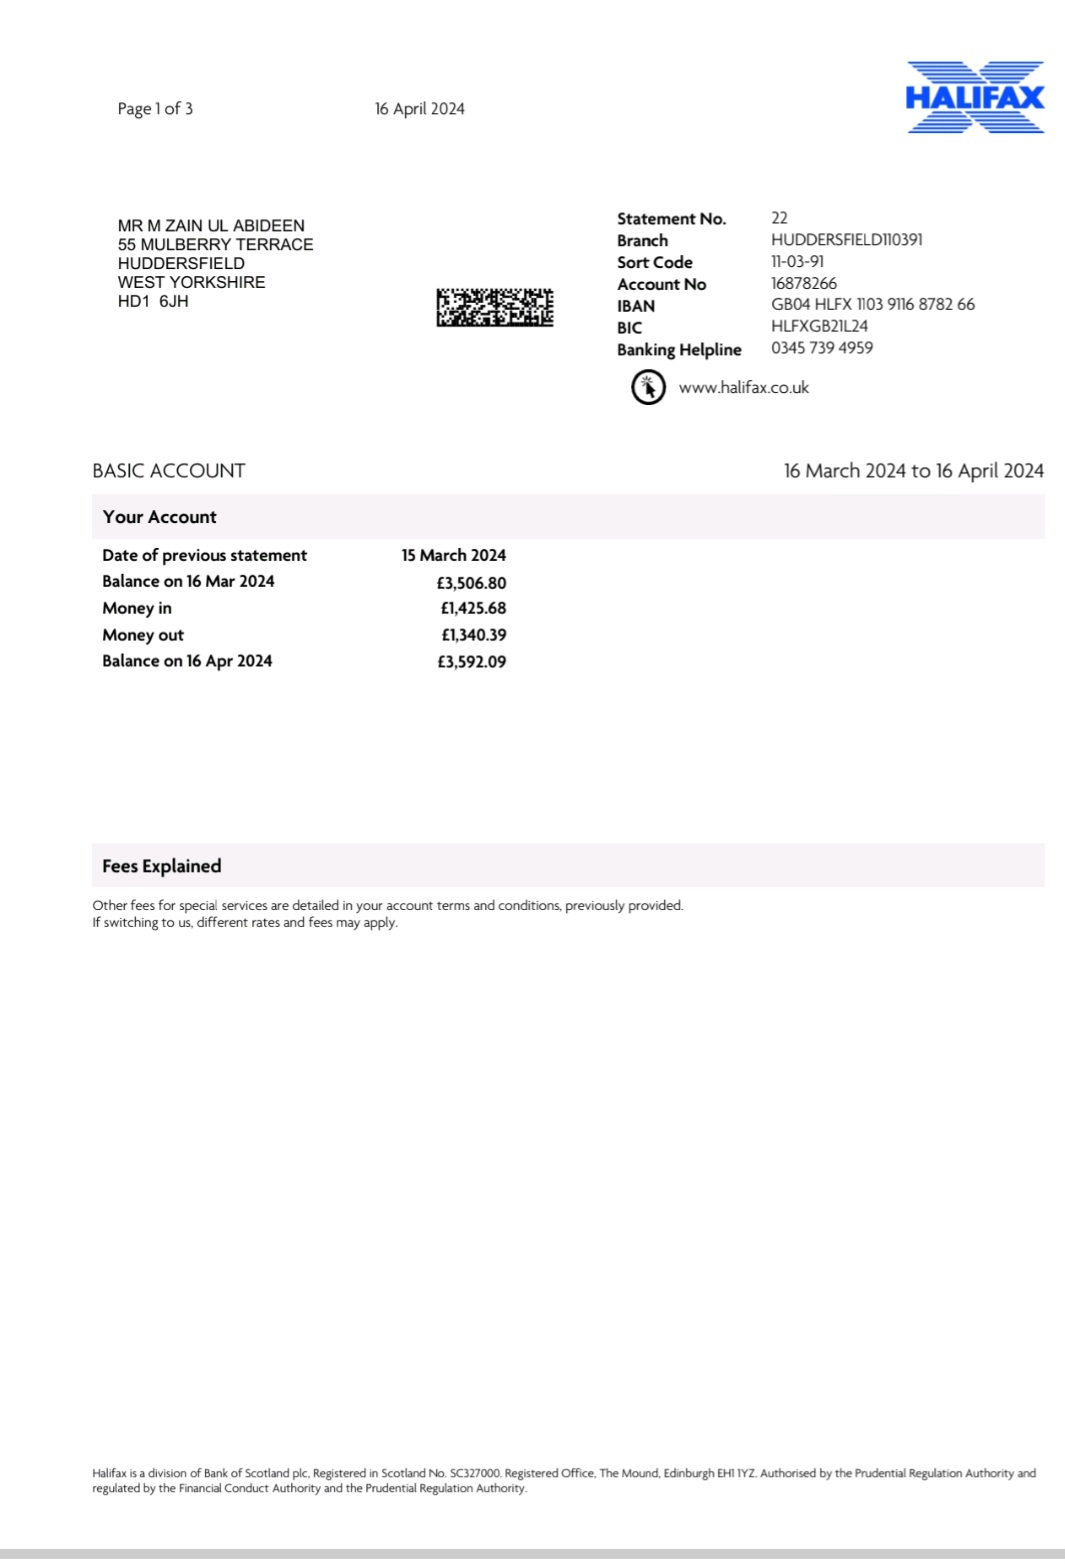 Page 1 of 3 16 April 2024
HALIFAX
MR M ZAIN UL ABIDEEN
55 MULBERRY TERRACE
HUDDERSFIELD
WEST YORKSHIRE
HD1 6JH
Statement No. 22
Branch HUDDERSFIELD110391
Sort Code 11-03-91
Account No 16878266
IBAN GB04 HLFX 1103 9116 8782 66
BIC HLFXGB21L24
Banking Helpline 0345 739 4959
www.halifax.co.uk
BASIC ACCOUNT 16 March 2024 to 16 April 2024
Your Account
Date of previous statement 15 March 2024
Balance on 16 Mar 2024 £3,506.80
Money in £1,425.68
Money out £1,340.39
Balance on 16 Apr 2024 £3,592.09
Fees Explained
Other fees for special services are detailed in your account terms and conditions, previously provided.
If switching to us, different rates and fees may apply.
Halifax is a division of Bank of Scotland plc, Registered in Scotland No. SC327000. Registered Office, The Mound, Edinburgh EH1 1YZ. Authorised by the Prudential Regulation Authority and
regulated by the Financial Conduct Authority and the Prudential Regulation Authority.